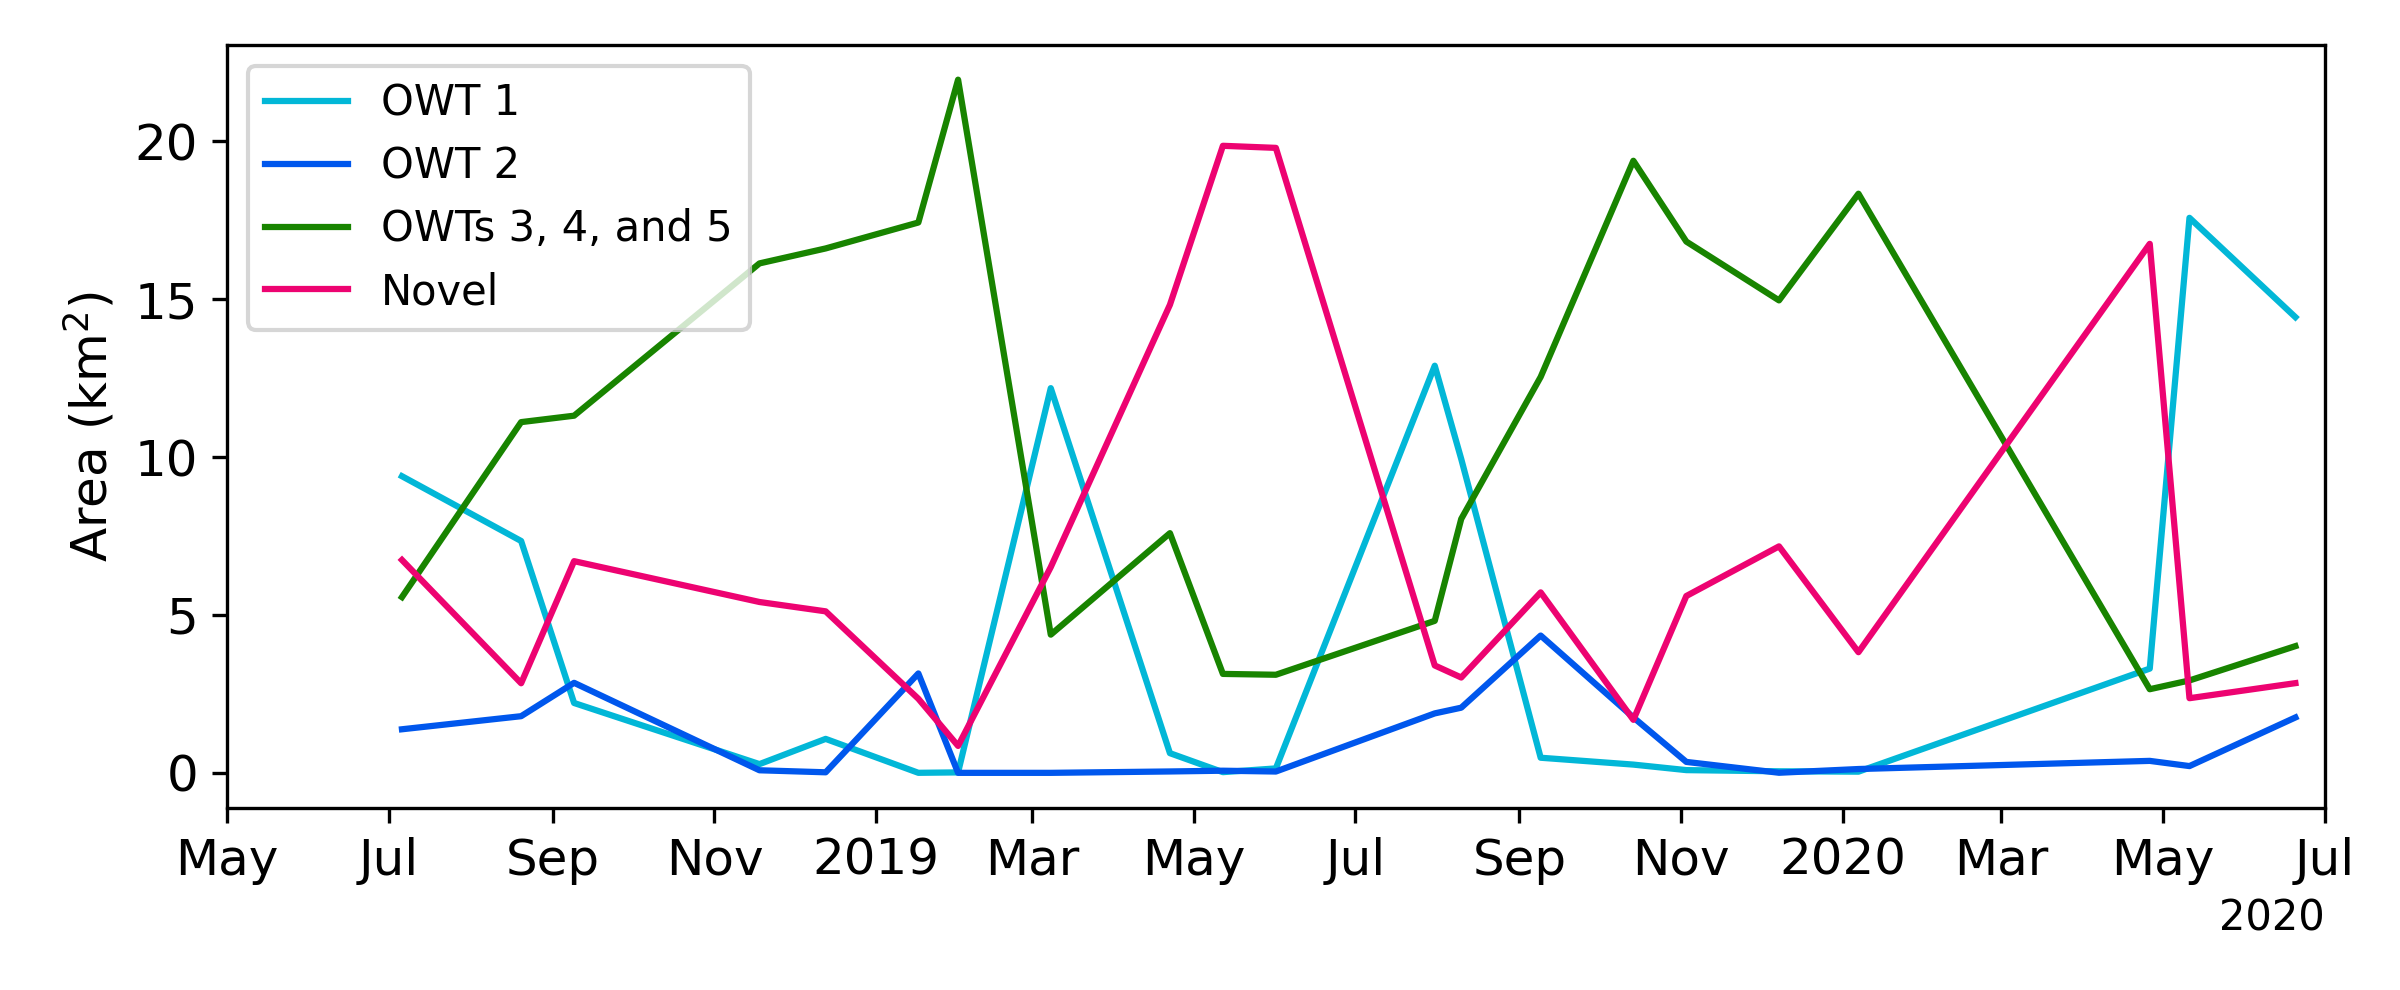 OWT 1
OWT 2
OWTs 3, 4, and 5
Novel
Area (km²)
20
15
10
5
0
May Jul Sep Nov 2019 Mar May Jul Sep Nov 2020 Mar May Jul
2020